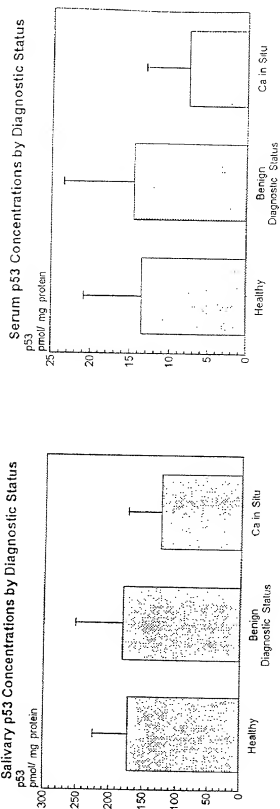 Salivary p53 Concentrations by Diagnostic Status
p53
pmol/ mg protein
300
250
200
150
100
50
0
Healthy
Benign
Diagnostic Status
Ca in Situ
Serum p53 Concentrations by Diagnostic Status
p53
pmol/ mg protein
25
20
15
10
5
0
Healthy
Benign
Diagnostic Status
Ca in Situ